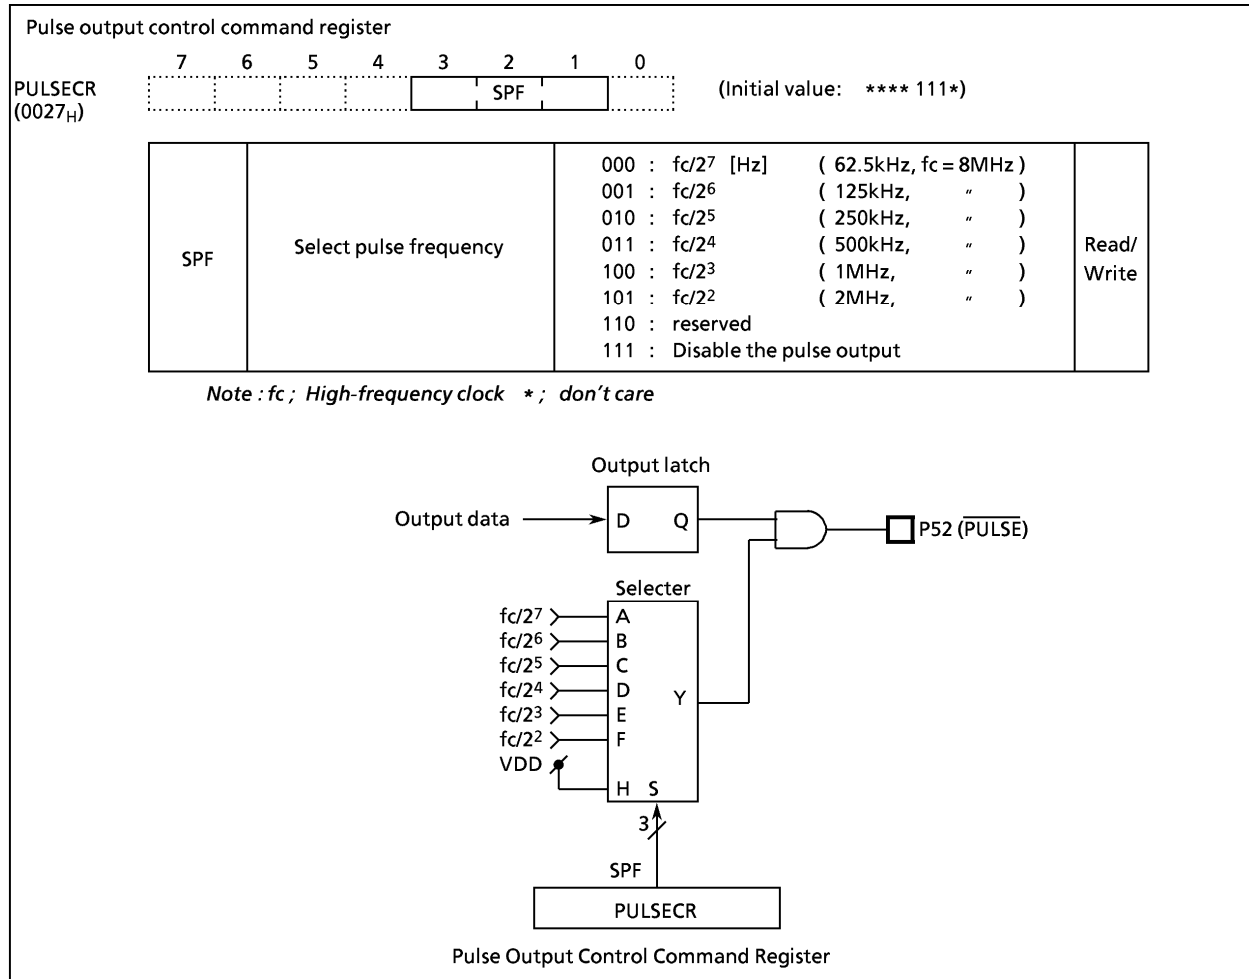 Pulse output control command register
7 6 5 4 3 2 1 0
PULSECR
(0027H)
SPF
(Initial value: **** 111*)
SPF
Select pulse frequency
000 : fc/2⁷ [Hz] ( 62.5kHz, fc = 8MHz )
001 : fc/2⁶ ( 125kHz, 〃 )
010 : fc/2⁵ ( 250kHz, 〃 )
011 : fc/2⁴ ( 500kHz, 〃 )
100 : fc/2³ ( 1MHz, 〃 )
101 : fc/2² ( 2MHz, 〃 )
110 : reserved
111 : Disable the pulse output
Read/
Write
Note : fc ; High-frequency clock * ; don't care
Output latch
Output data
D Q
P52 (PULSE)
Selecter
fc/2⁷ A
fc/2⁶ B
fc/2⁵ C
fc/2⁴ D
Y
fc/2³ E
fc/2² F
VDD
H S
3
SPF
PULSECR
Pulse Output Control Command Register